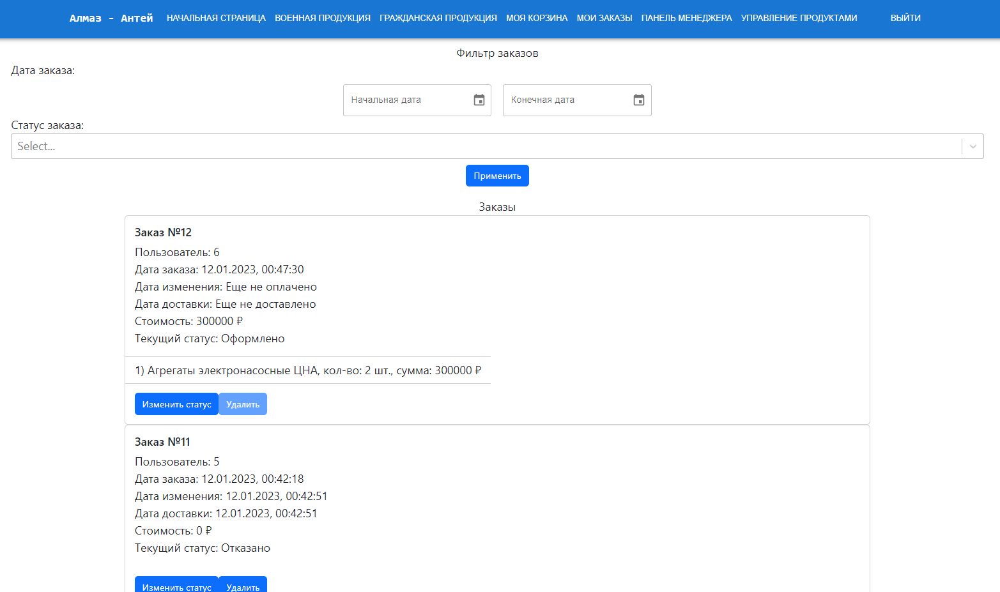 Алмаз - Антей НАЧАЛЬНАЯ СТРАНИЦА ВОЕННАЯ ПРОДУКЦИЯ ГРАЖДАНСКАЯ ПРОДУКЦИЯ МОЯ КОРЗИНА МОИ ЗАКАЗЫ ПАНЕЛЬ МЕНЕДЖЕРА УПРАВЛЕНИЕ ПРОДУКТАМИ ВЫЙТИ
Фильтр заказов
Дата заказа:
Начальная дата Конечная дата
Статус заказа:
Select...
Применить
Заказы
Заказ №12
Пользователь: 6
Дата заказа: 12.01.2023, 00:47:30
Дата изменения: Еще не оплачено
Дата доставки: Еще не доставлено
Стоимость: 300000 ₽
Текущий статус: Оформлено
1) Агрегаты электронасосные ЦНА, кол-во: 2 шт., сумма: 300000 ₽
Изменить статус Удалить
Заказ №11
Пользователь: 5
Дата заказа: 12.01.2023, 00:42:18
Дата изменения: 12.01.2023, 00:42:51
Дата доставки: 12.01.2023, 00:42:51
Стоимость: 0 ₽
Текущий статус: Отказано
Изменить статус Удалить